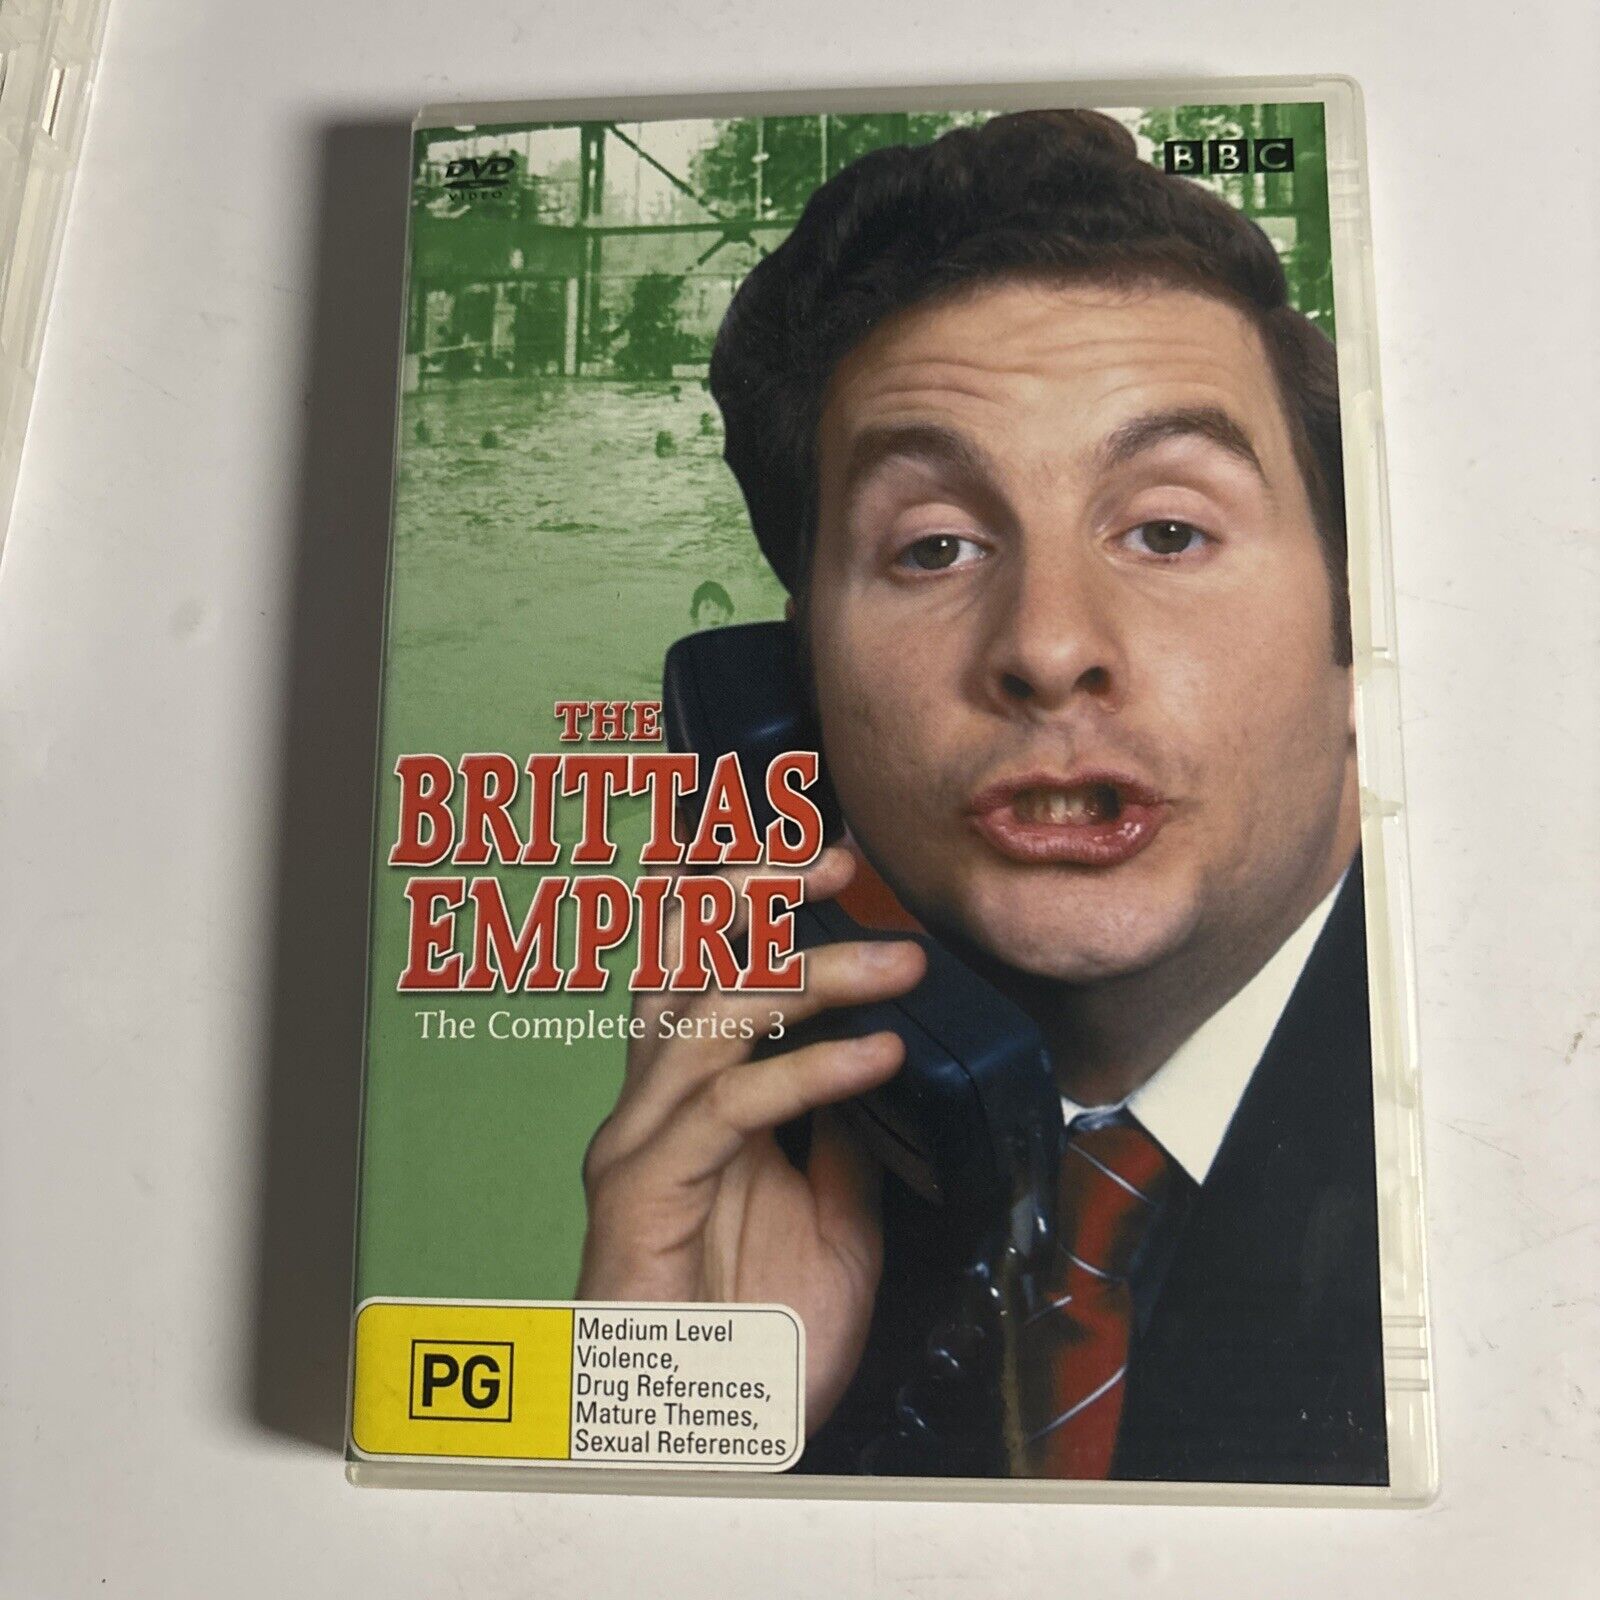 DVD
VIDEO
BBC
THE
BRITTAS
EMPIRE
The Complete Series 3
PG
Medium Level
Violence,
Drug References,
Mature Themes,
Sexual References